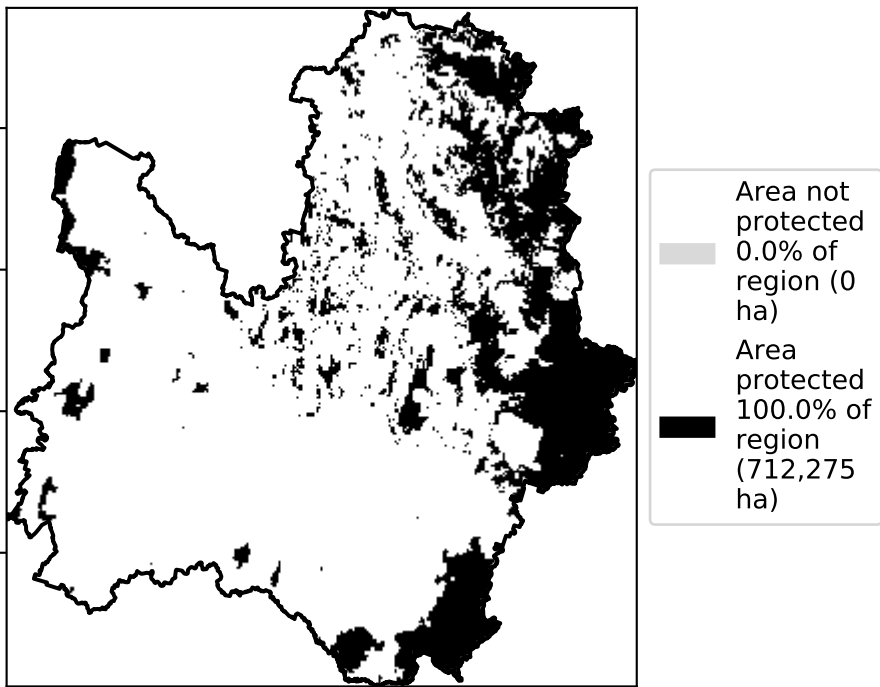 Area not
protected
0.0% of
region (0
ha)
Area
protected
100.0% of
region
(712,275
ha)